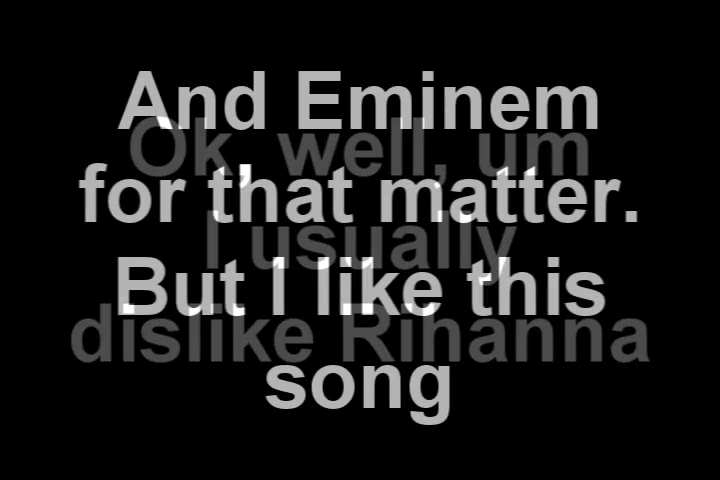 Ok, well, um
I usually
dislike Rihanna
And Eminem
for that matter.
But I like this
song